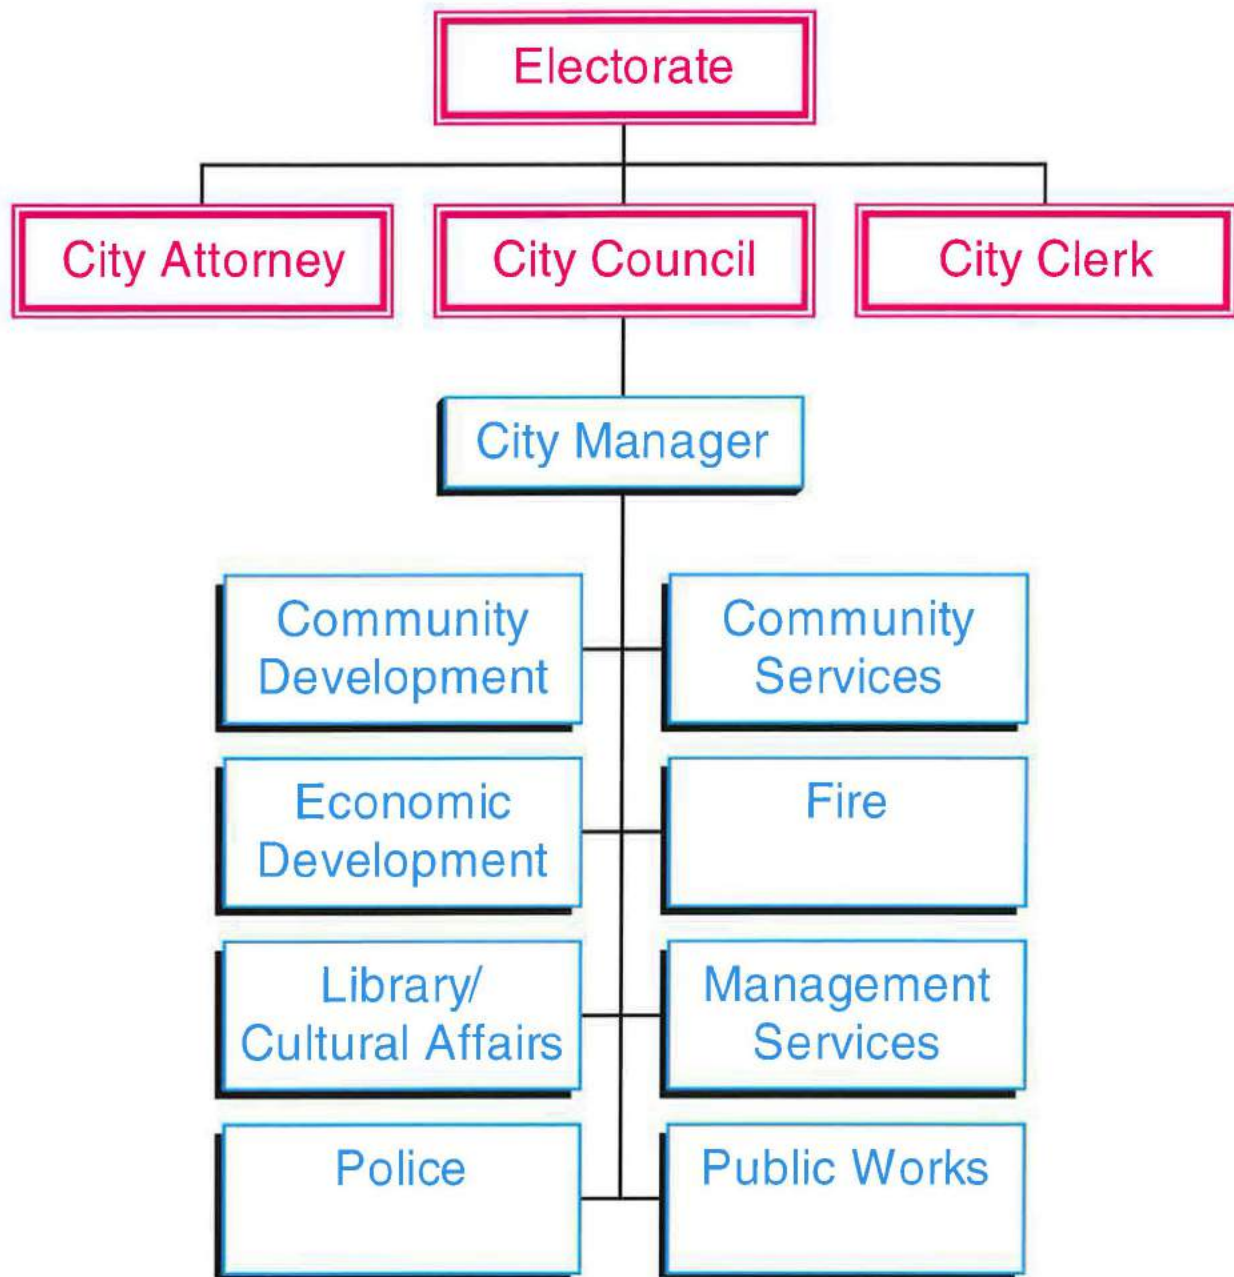 Electorate
City Attorney
City Council
City Clerk
City Manager
Community
Development
Community
Services
Economic
Development
Fire
Library/
Cultural Affairs
Management
Services
Police
Public Works